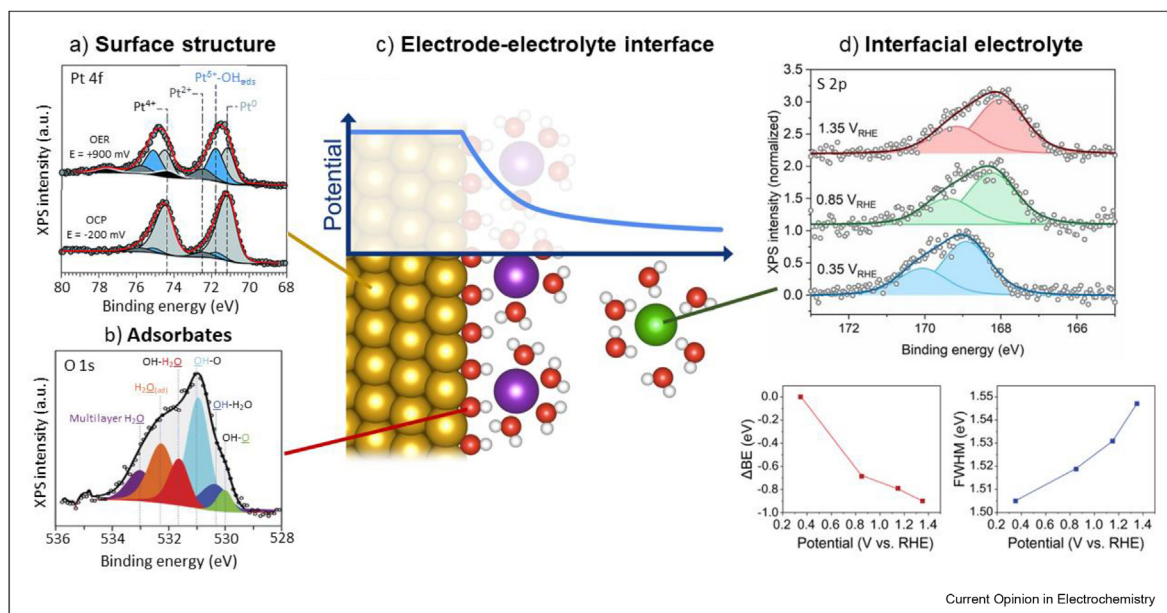 a) Surface structure
Pt 4f
Pt⁴⁺
Pt²⁺
Ptᵟ⁺-OHₐds
Pt⁰
OER
E = +900 mV
OCP
E = -200 mV
XPS intensity (a.u.)
80 78 76 74 72 70 68
Binding energy (eV)
b) Adsorbates
O 1s
OH-H₂O
OH-O
H₂O(ad)
Multilayer H₂O
OH-H₂O
OH-O
XPS intensity (a.u.)
536 534 532 530 528
Binding energy (eV)
c) Electrode-electrolyte interface
Potential
d) Interfacial electrolyte
S 2p
1.35 V_RHE
0.85 V_RHE
0.35 V_RHE
XPS intensity (normalized)
3.5
3.0
2.5
2.0
1.5
1.0
0.5
0.0
172 170 168 166
Binding energy (eV)
ΔBE (eV)
0.0
-0.2
-0.4
-0.6
-0.8
-1.0
0.2 0.4 0.6 0.8 1.0 1.2 1.4
Potential (V vs. RHE)
FWHM (eV)
1.55
1.54
1.53
1.52
1.51
1.50
0.2 0.4 0.6 0.8 1.0 1.2 1.4
Potential (V vs. RHE)
Current Opinion in Electrochemistry